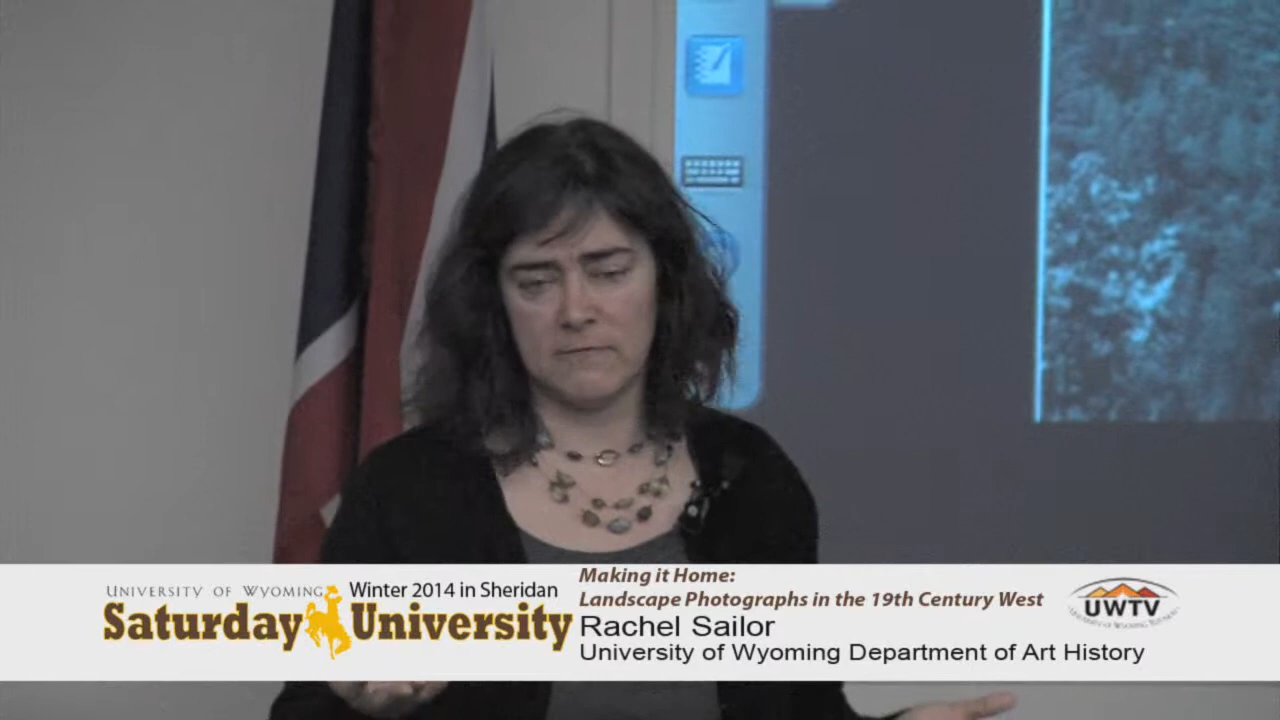 UNIVERSITY OF WYOMING
Winter 2014 in Sheridan
Saturday University
Making it Home:
Landscape Photographs in the 19th Century West
Rachel Sailor
University of Wyoming Department of Art History
UWTV